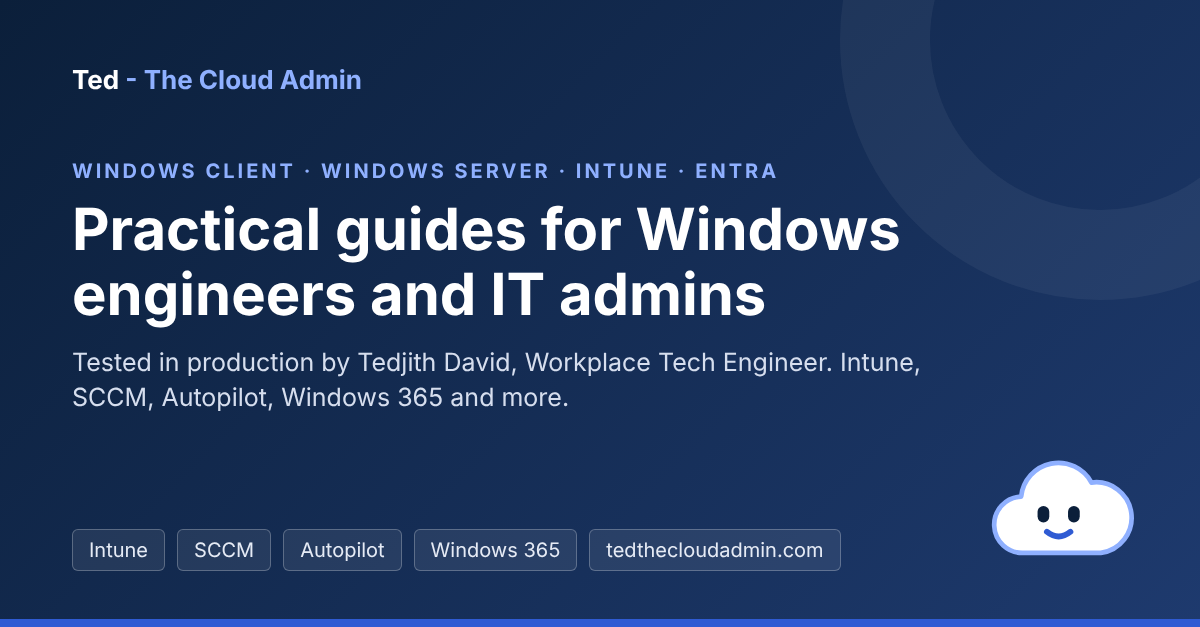 Ted - The Cloud Admin
WINDOWS CLIENT · WINDOWS SERVER · INTUNE · ENTRA
Practical guides for Windows
engineers and IT admins
Tested in production by Tedjith David, Workplace Tech Engineer. Intune,
SCCM, Autopilot, Windows 365 and more.
Intune SCCM Autopilot Windows 365 tedthecloudadmin.com